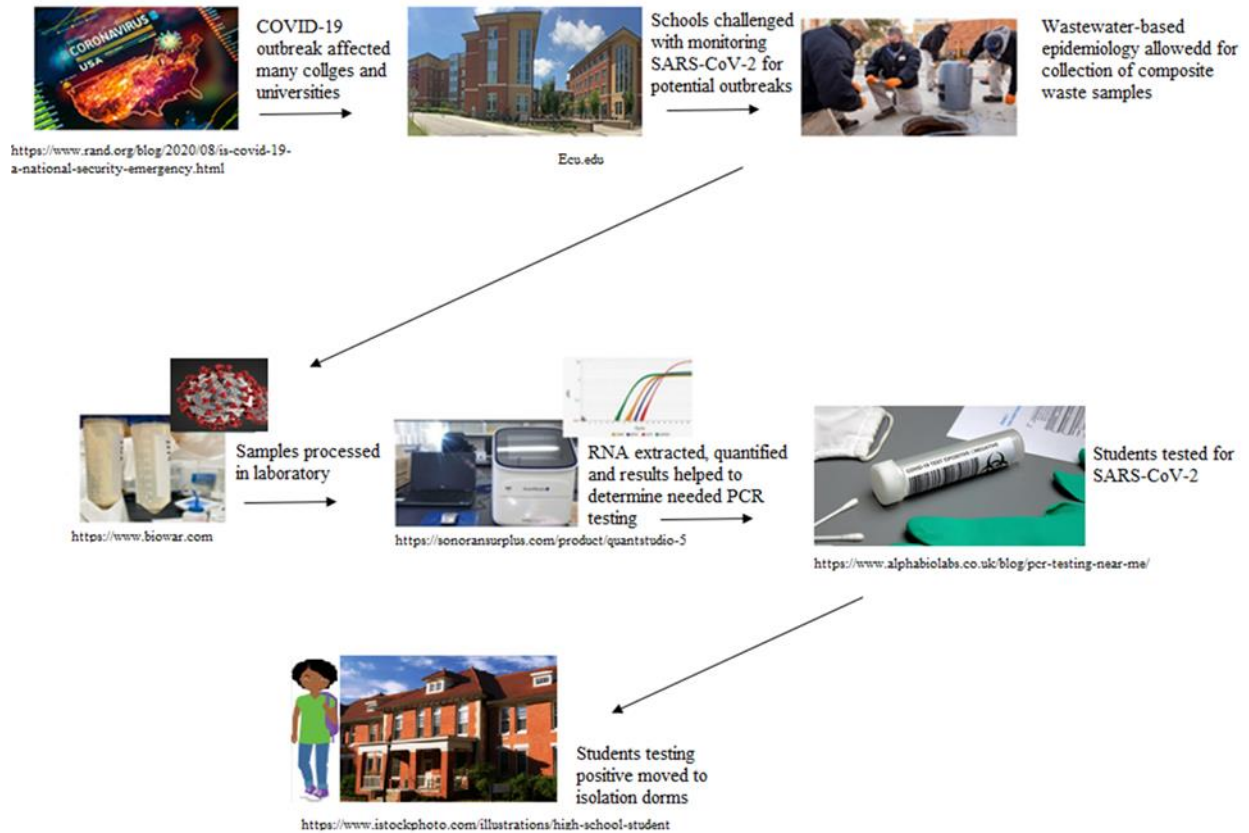 CORONAVIRUS
USA
COVID-19
outbreak affected
many collges and
universities
https://www.rand.org/blog/2020/08/is-covid-19-
a-national-security-emergency.html
Ecu.edu
Schools challenged
with monitoring
SARS-CoV-2 for
potential outbreaks
Wastewater-based
epidemiology allowedd for
collection of composite
waste samples
Samples processed
in laboratory
https://www.biowar.com
RNA extracted, quantified
and results helped to
determine needed PCR
testing
https://sonoransurplus.com/product/quantstudio-5
Students tested for
SARS-CoV-2
https://www.alphabiolabs.co.uk/blog/pcr-testing-near-me/
Students testing
positive moved to
isolation dorms
https://www.istockphoto.com/illustrations/high-school-student